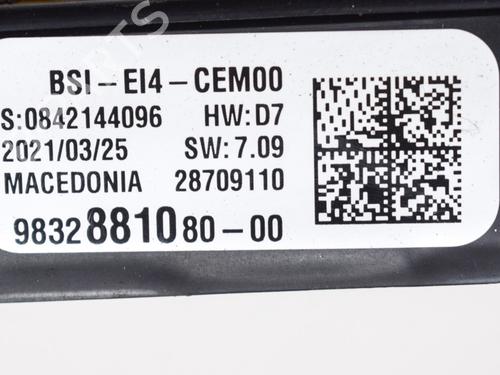 BSI-EI4-CEM00
S:0842144096 HW:D7
2021/03/25 SW:7.09
MACEDONIA 28709110
9832881080-00